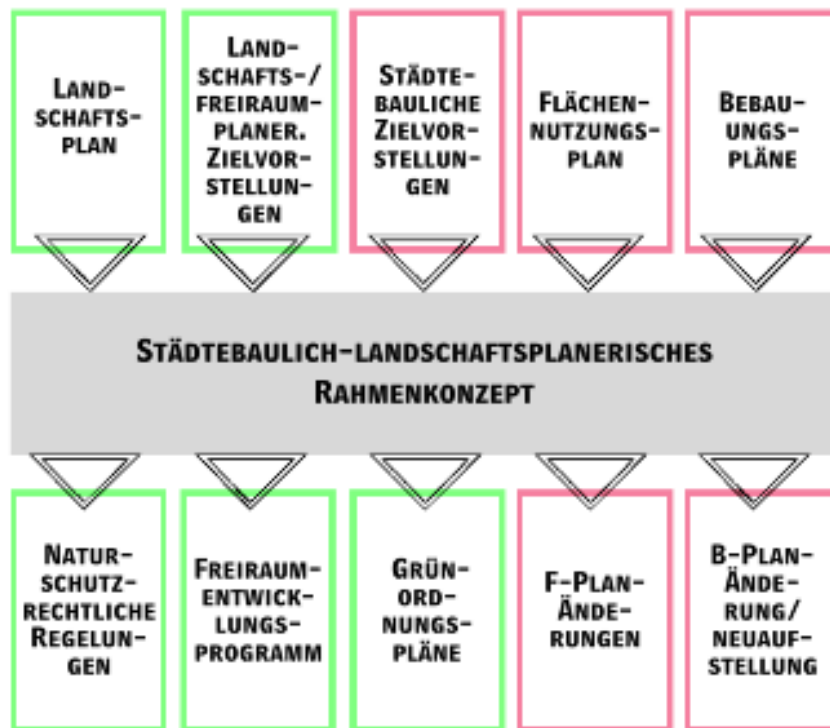 LAND-
SCHAFTS-
PLAN
LAND-
SCHAFTS-/
FREIRAUM-
PLANER.
ZIELVOR-
STELLUN-
GEN
STÄDTE-
BAULICHE
ZIELVOR-
STELLUN-
GEN
FLÄCHEN-
NUTZUNGS-
PLAN
BEBAU-
UNGS-
PLÄNE
STÄDTEBAULICH-LANDSCHAFTSPLANERISCHES
RAHMENKONZEPT
NATUR-
SCHUTZ-
RECHTLICHE
REGELUN-
GEN
FREIRAUM-
ENTWICK-
LUNGS-
PROGRAMM
GRÜN-
ORD-
NUNGS-
PLÄNE
F-PLAN-
ÄNDE-
RUNGEN
B-PLAN-
ÄNDE-
RUNG/
NEUAUF-
STELLUNG